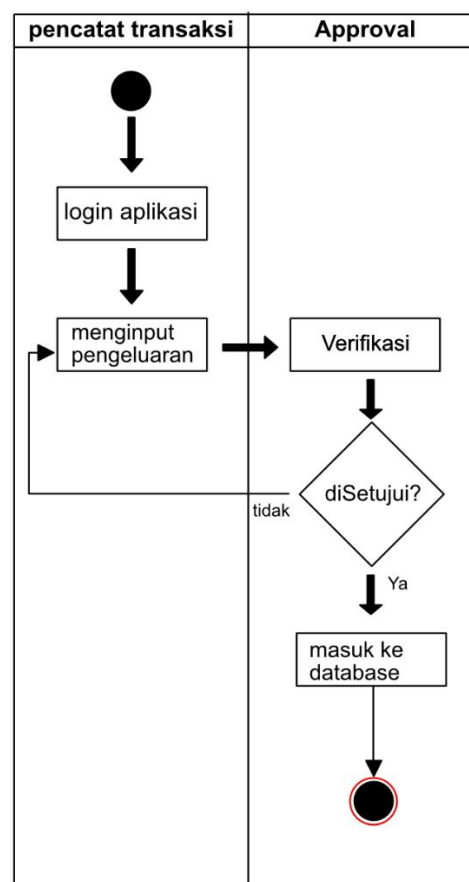 pencatat transaksi
Approval
login aplikasi
menginput
pengeluaran
Verifikasi
diSetujui?
tidak
Ya
masuk ke
database